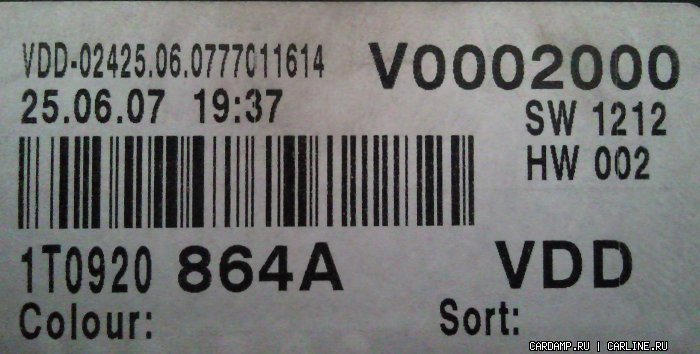 VDD-02425.06.0777011614
V0002000
25.06.07 19:37
SW 1212
HW 002
1T0920 864A
VDD
Colour:
Sort:
CARDAMP.RU | CARLINE.RU